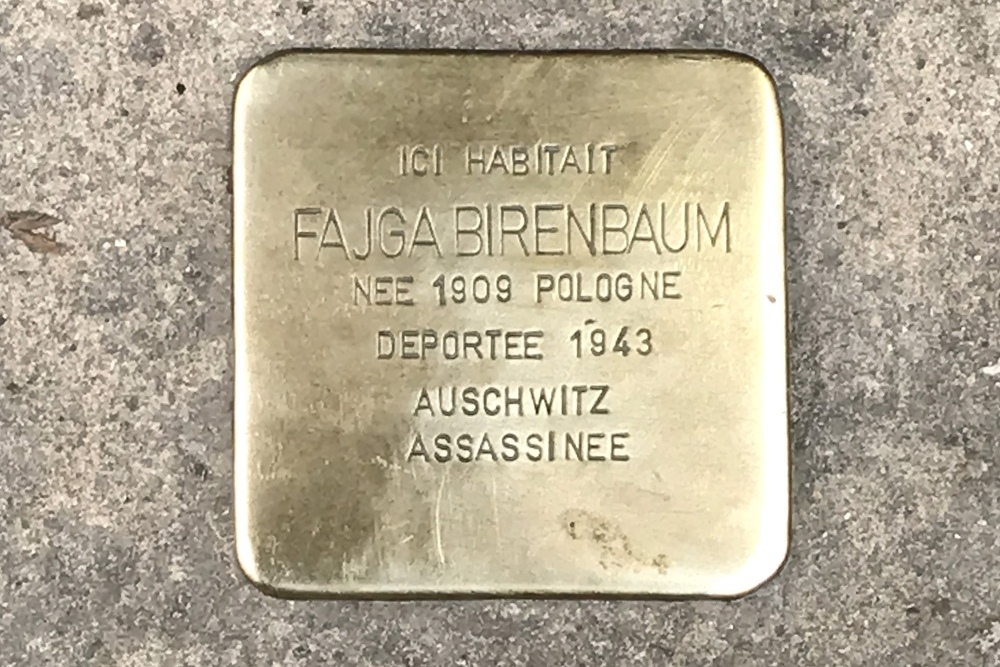 ICI HABITAIT
FAJGA BIRENBAUM
NEE 1909 POLOGNE
DEPORTEE 1943
AUSCHWITZ
ASSASSINEE